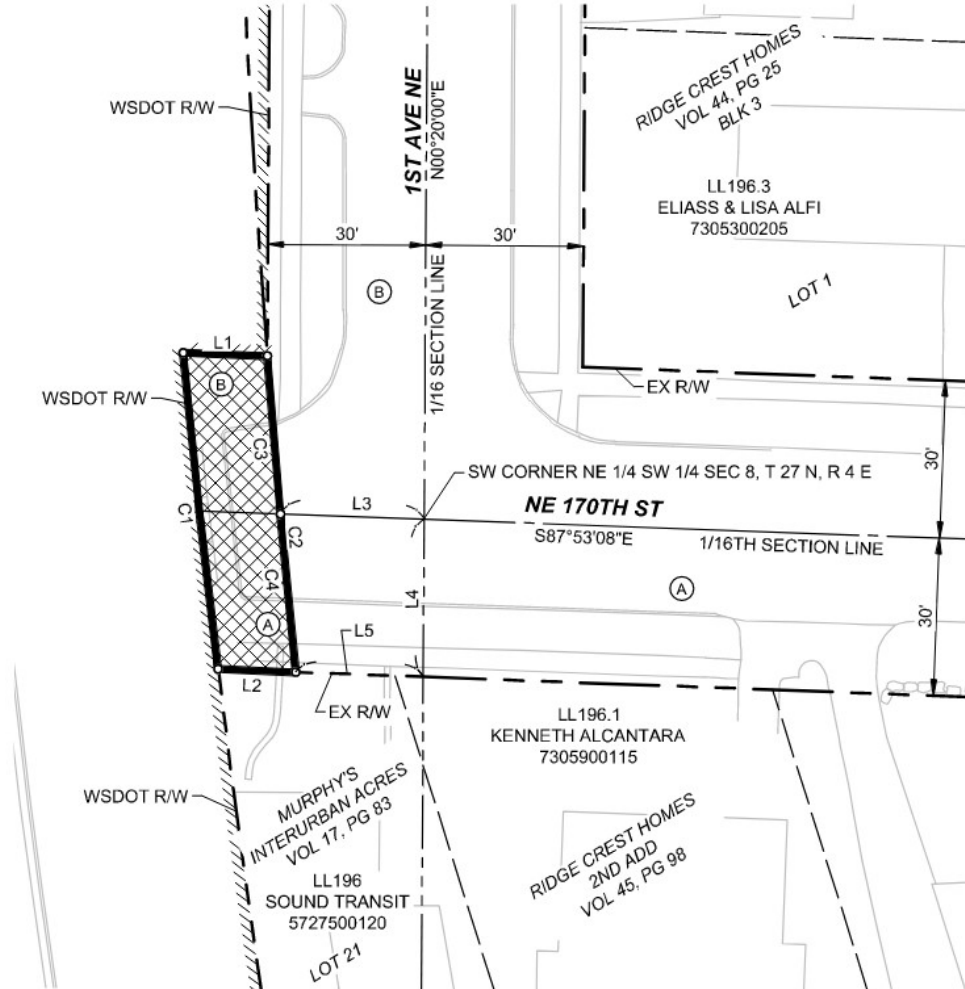 WSDOT R/W
1ST AVE NE
N00°20'00"E
RIDGE CREST HOMES
VOL 44, PG 25
BLK 3
LL196.3
ELIASS & LISA ALFI
7305300205
30'
30'
1/16 SECTION LINE
B
LOT 1
L1
B
WSDOT R/W
EX R/W
C3
30'
SW CORNER NE 1/4 SW 1/4 SEC 8, T 27 N, R 4 E
L3
NE 170TH ST
C1
C2
S87°53'08"E
1/16TH SECTION LINE
C4
L4
A
A
30'
L5
L2
EX R/W
LL196.1
KENNETH ALCANTARA
7305900115
WSDOT R/W
MURPHY'S
INTERURBAN ACRES
VOL 17, PG 83
RIDGE CREST HOMES
2ND ADD
VOL 45, PG 98
LL196
SOUND TRANSIT
5727500120
LOT 21